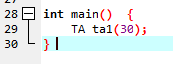 28 int main() {
29 TA ta1(30);
30 }